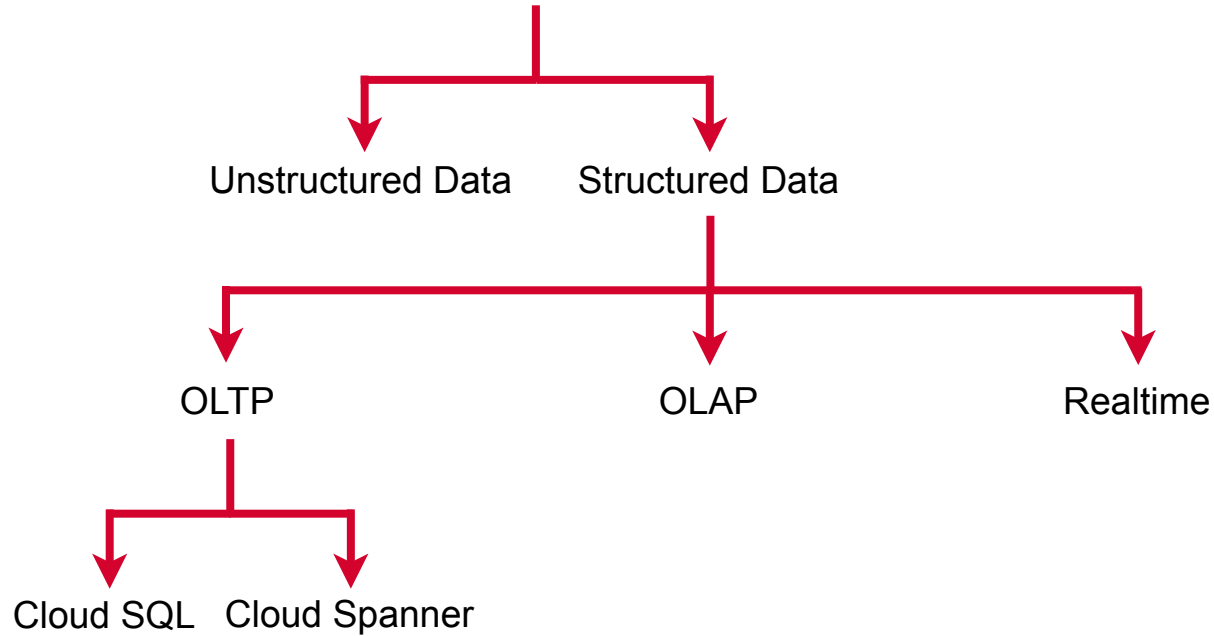 Unstructured Data
Structured Data
OLTP
OLAP
Realtime
Cloud SQL
Cloud Spanner